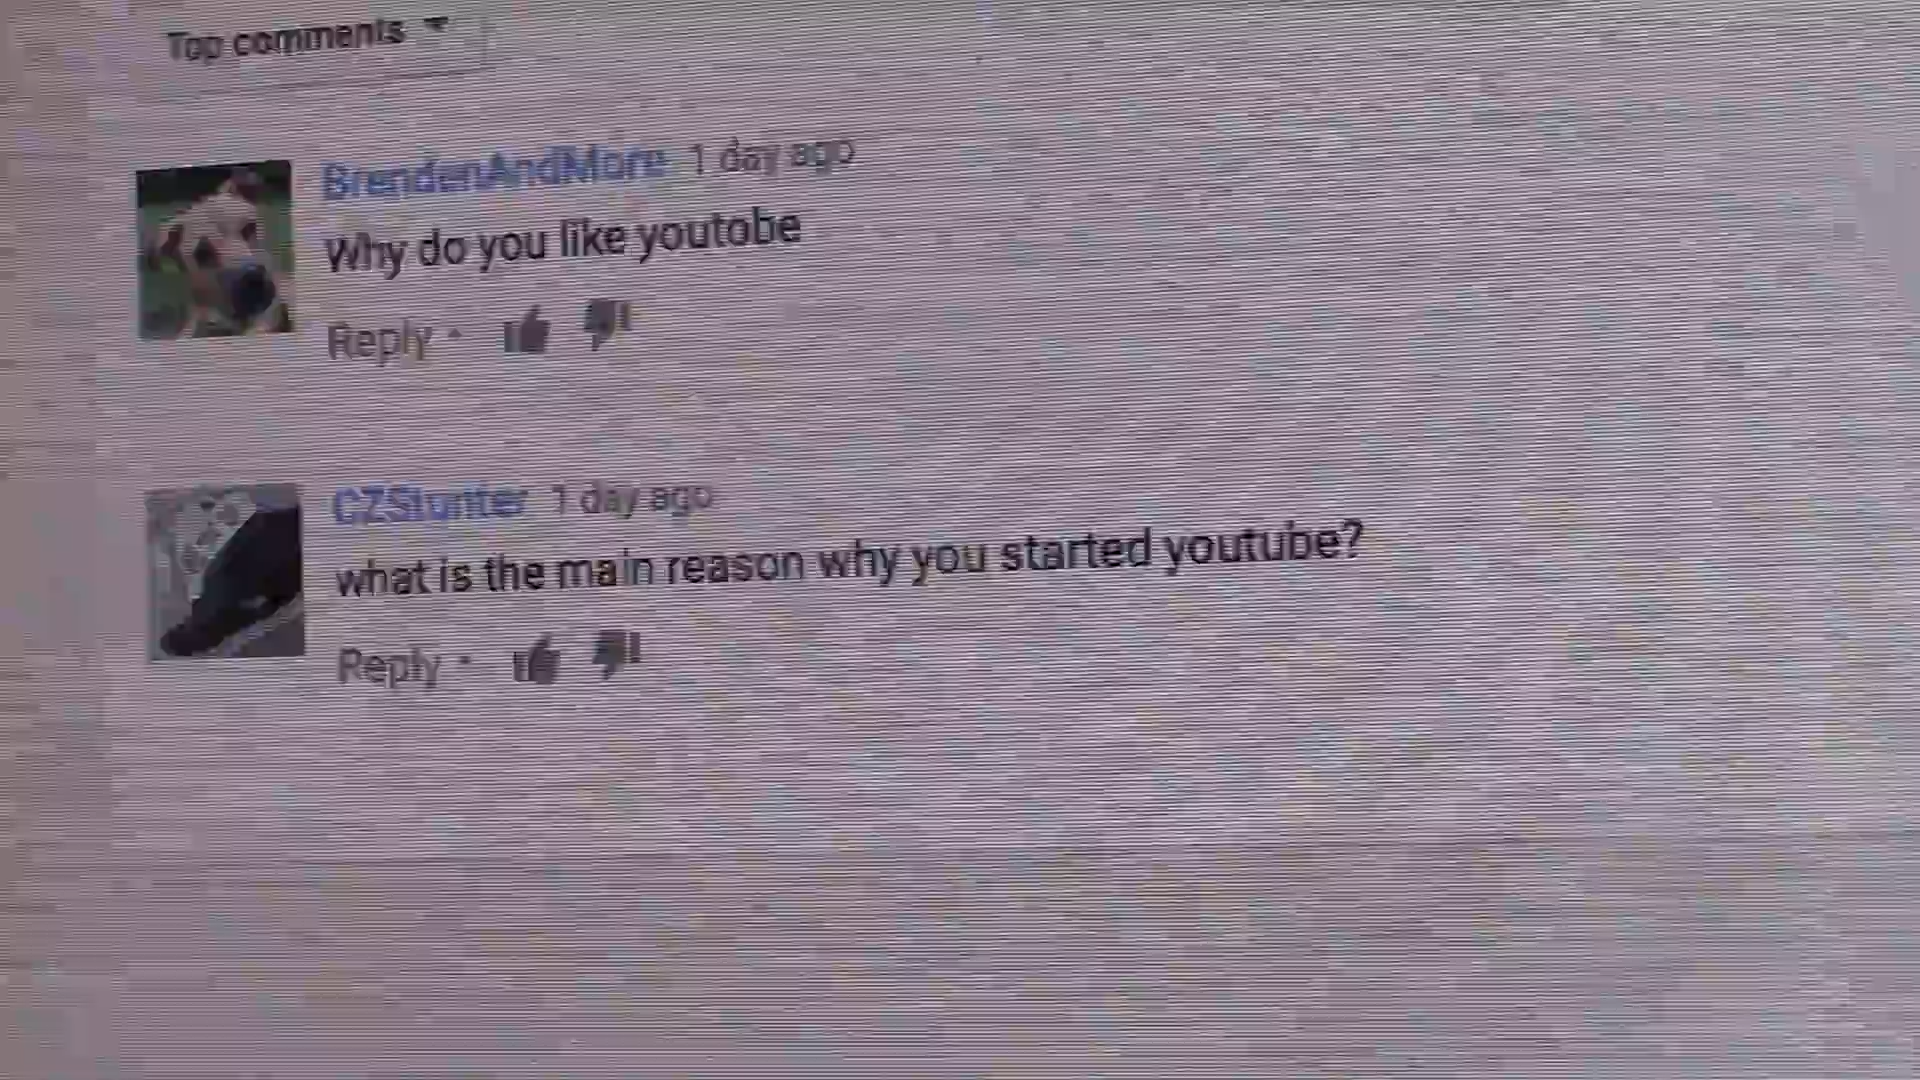 Top comments
BrendenAndMore 1 day ago
Why do you like youtobe
Reply
CZStunter 1 day ago
what is the main reason why you started youtube?
Reply